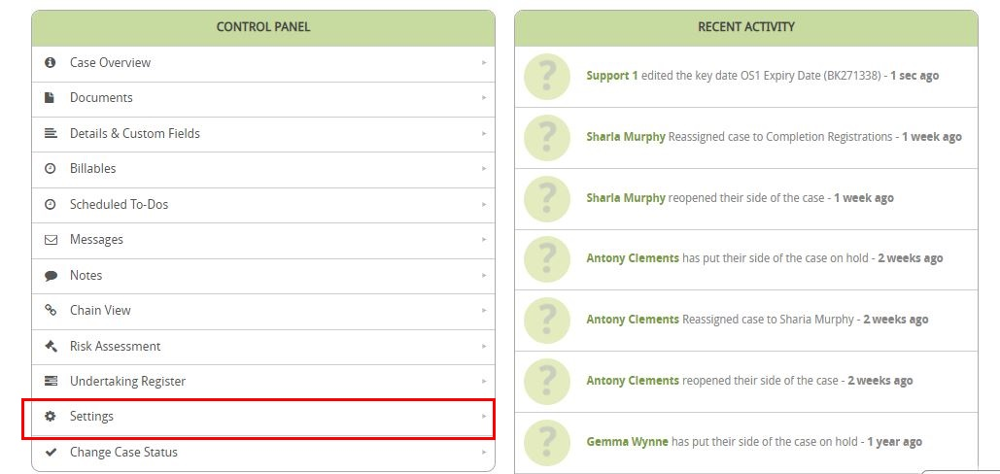 CONTROL PANEL
Case Overview
Documents
Details & Custom Fields
Billables
Scheduled To-Dos
Messages
Notes
Chain View
Risk Assessment
Undertaking Register
Settings
Change Case Status
RECENT ACTIVITY
Support 1 edited the key date OS1 Expiry Date (BK271338) - 1 sec ago
Sharla Murphy Reassigned case to Completion Registrations - 1 week ago
Sharla Murphy reopened their side of the case - 1 week ago
Antony Clements has put their side of the case on hold - 2 weeks ago
Antony Clements Reassigned case to Sharia Murphy - 2 weeks ago
Antony Clements reopened their side of the case - 2 weeks ago
Gemma Wynne has put their side of the case on hold - 1 year ago